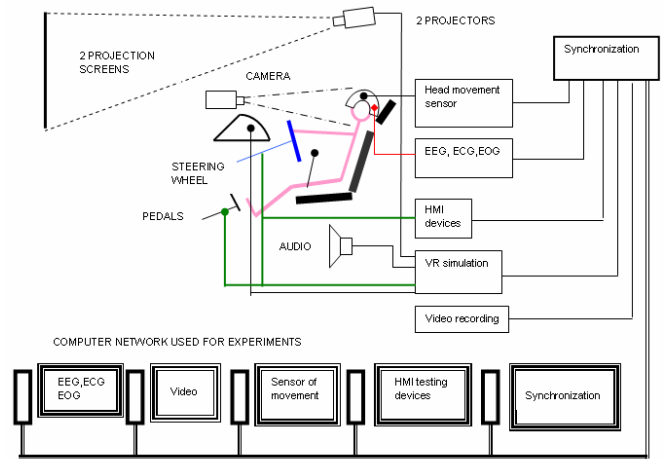 2 PROJECTORS
2 PROJECTION
SCREENS
Synchronization
CAMERA
Head movement
sensor
EEG, ECG,EOG
STEERING
WHEEL
PEDALS
HMI
devices
AUDIO
VR simulation
Video recording
COMPUTER NETWORK USED FOR EXPERIMENTS
EEG,ECG
EOG
Video
Sensor of
movement
HMI testing
devices
Synchronization